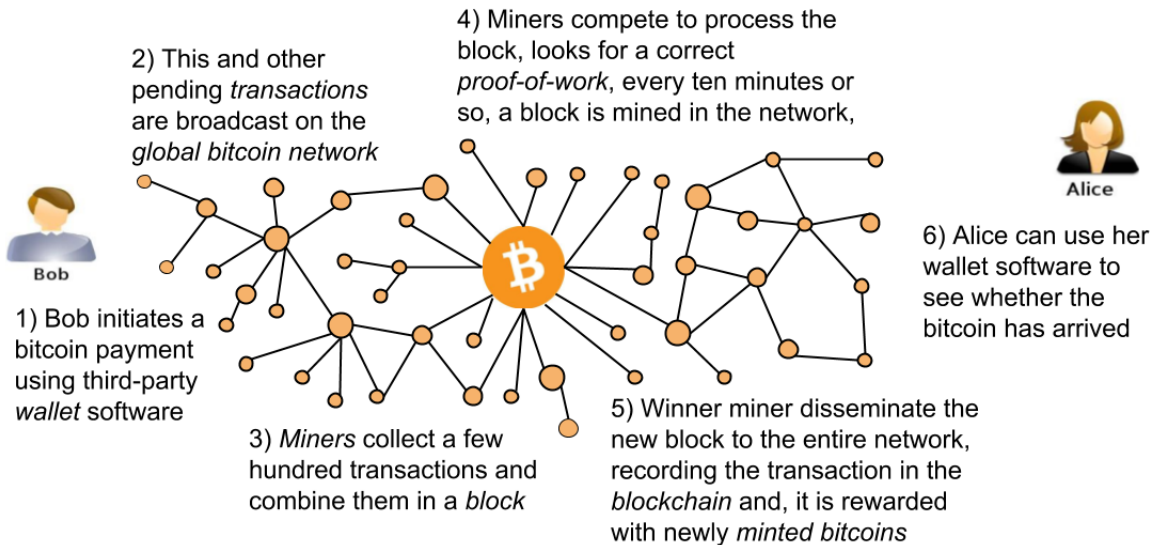 Bob
1) Bob initiates a
bitcoin payment
using third-party
wallet software
2) This and other
pending transactions
are broadcast on the
global bitcoin network
3) Miners collect a few
hundred transactions and
combine them in a block
4) Miners compete to process the
block, looks for a correct
proof-of-work, every ten minutes or
so, a block is mined in the network,
5) Winner miner disseminate the
new block to the entire network,
recording the transaction in the
blockchain and, it is rewarded
with newly minted bitcoins
Alice
6) Alice can use her
wallet software to
see whether the
bitcoin has arrived